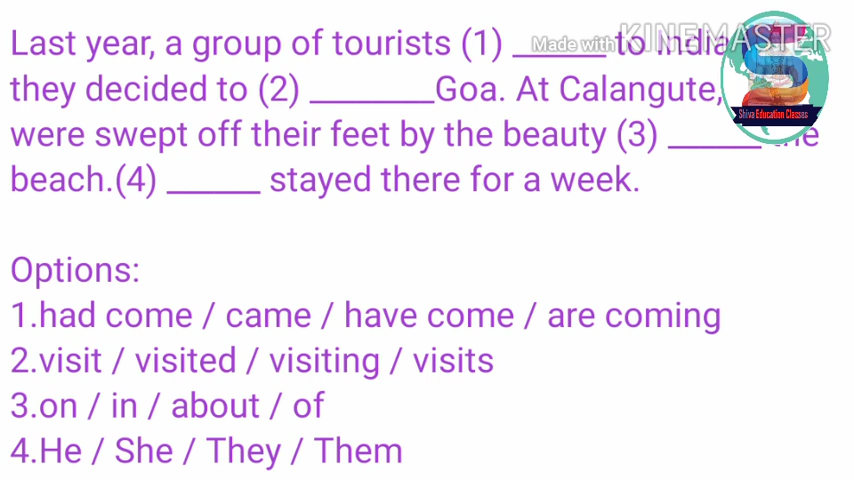 Last year, a group of tourists (1) ______ to India
they decided to (2) ________Goa. At Calangute,
were swept off their feet by the beauty (3) ______ the
beach.(4) ______ stayed there for a week.
Options:
1.had come / came / have come / are coming
2.visit / visited / visiting / visits
3.on / in / about / of
4.He / She / They / Them
Made with KINEMASTER
Shiva Education Classes